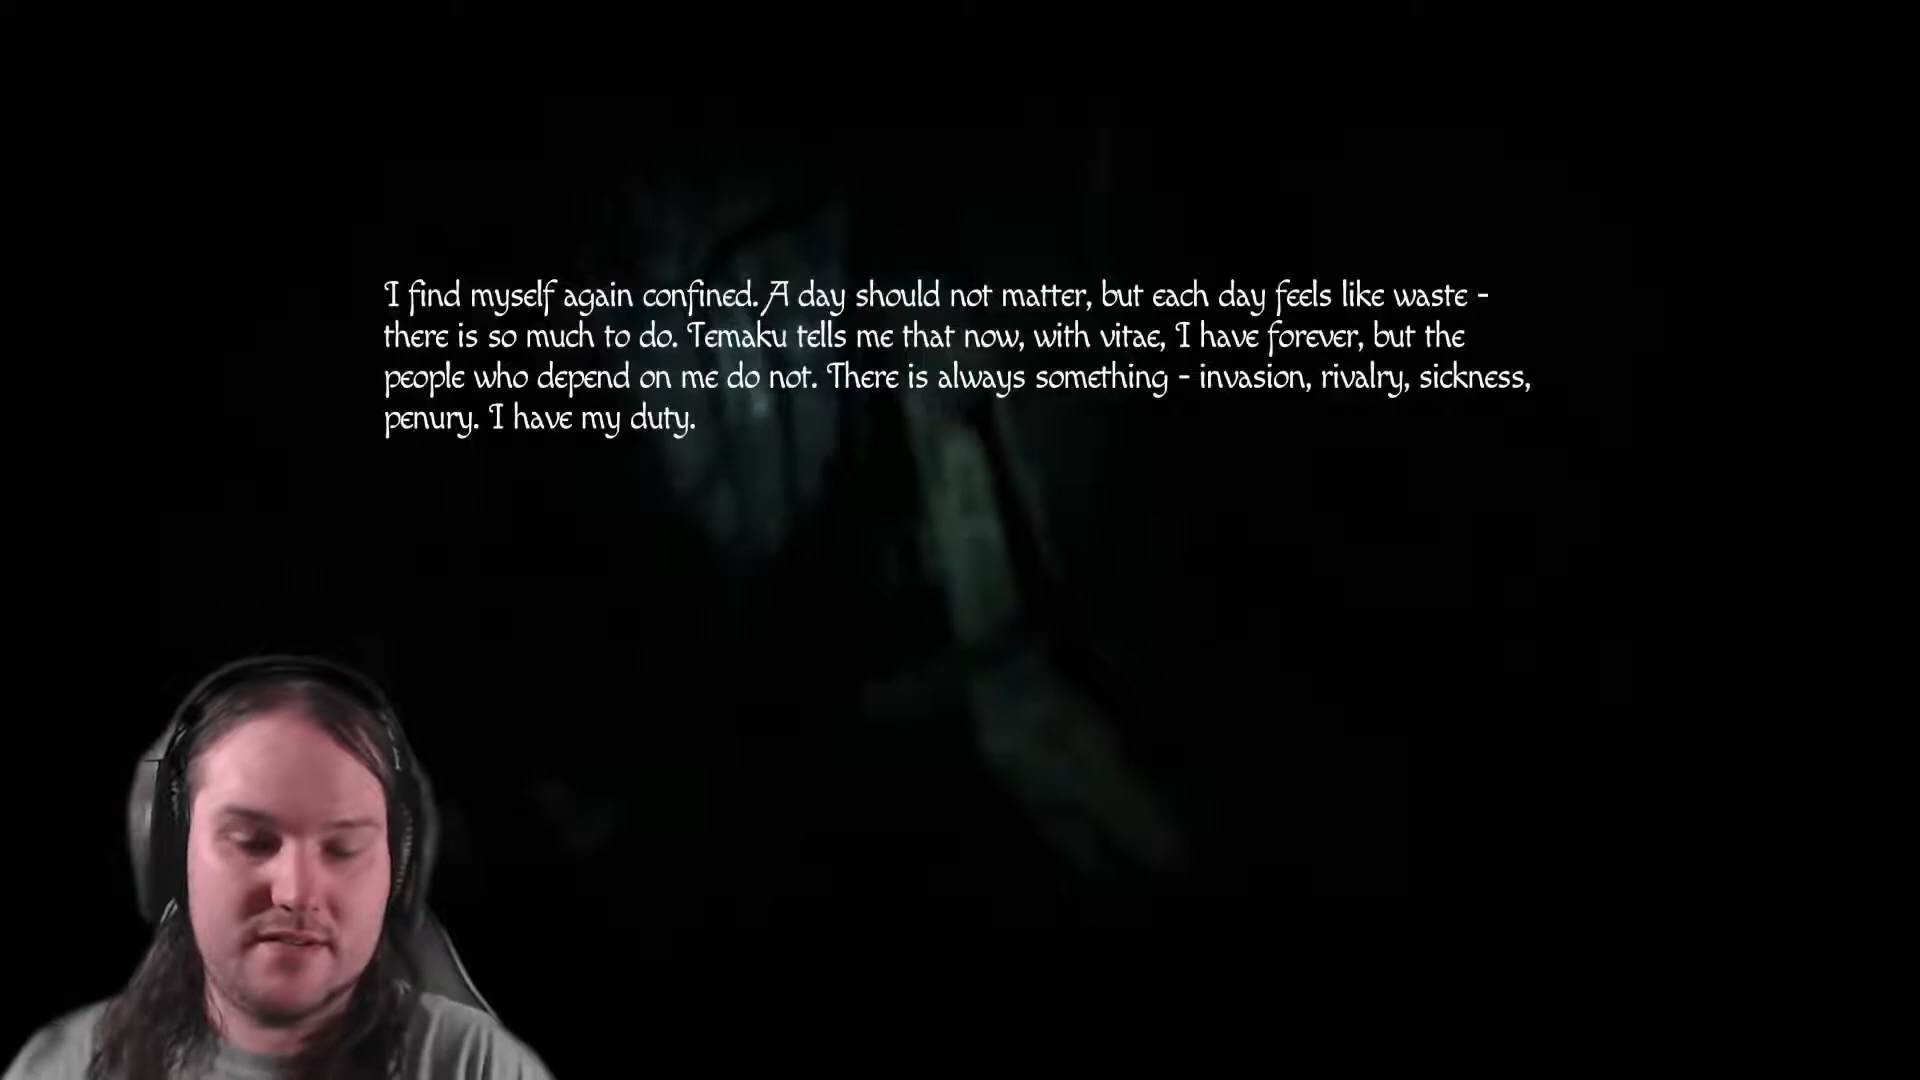 I find myself again confined. A day should not matter, but each day feels like waste -
there is so much to do. Temaku tells me that now, with vitae, I have forever, but the
people who depend on me do not. There is always something - invasion, rivalry, sickness,
penury. I have my duty.